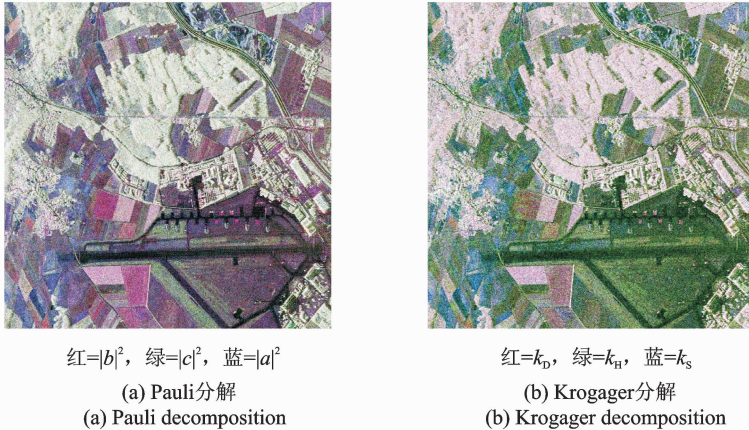 红=|b|², 绿=|c|², 蓝=|a|²
(a) Pauli分解
(a) Pauli decomposition
红=k_D, 绿=k_H, 蓝=k_S
(b) Krogager分解
(b) Krogager decomposition